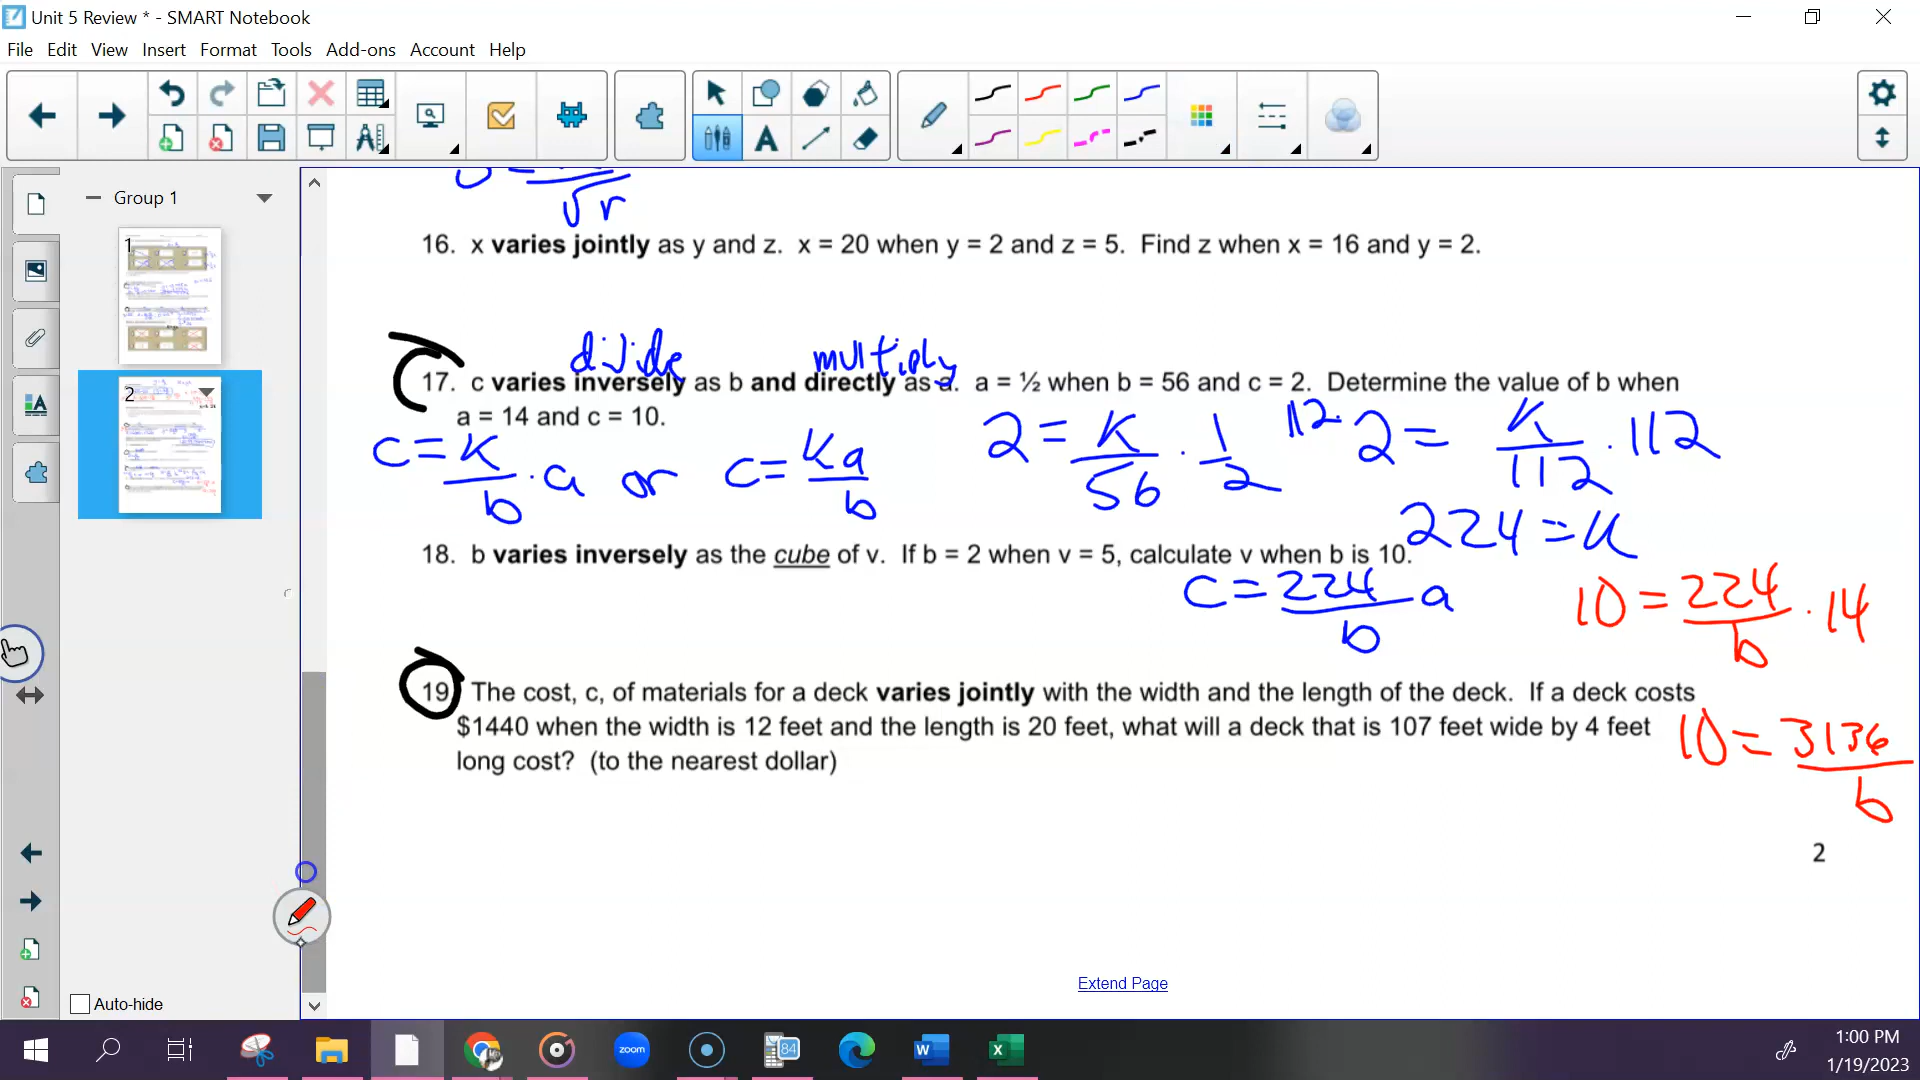 Unit 5 Review * - SMART Notebook
File Edit View Insert Format Tools Add-ons Account Help
Group 1
1
2
√r
16. x varies jointly as y and z. x = 20 when y = 2 and z = 5. Find z when x = 16 and y = 2.
divide multiply
17. c varies inversely as b and directly as a. a = ½ when b = 56 and c = 2. Determine the value of b when
a = 14 and c = 10.
c = k/b · a or c = ka/b 2 = k/56 · 1/2 112 · 2 = k/112 · 112
224 = k
18. b varies inversely as the cube of v. If b = 2 when v = 5, calculate v when b is 10.
c = 224/b a 10 = 224/b · 14
19. The cost, c, of materials for a deck varies jointly with the width and the length of the deck. If a deck costs
$1440 when the width is 12 feet and the length is 20 feet, what will a deck that is 107 feet wide by 4 feet
long cost? (to the nearest dollar)
10 = 3136/b
2
Extend Page
Auto-hide
zoom
84
W
X
1:00 PM
1/19/2023